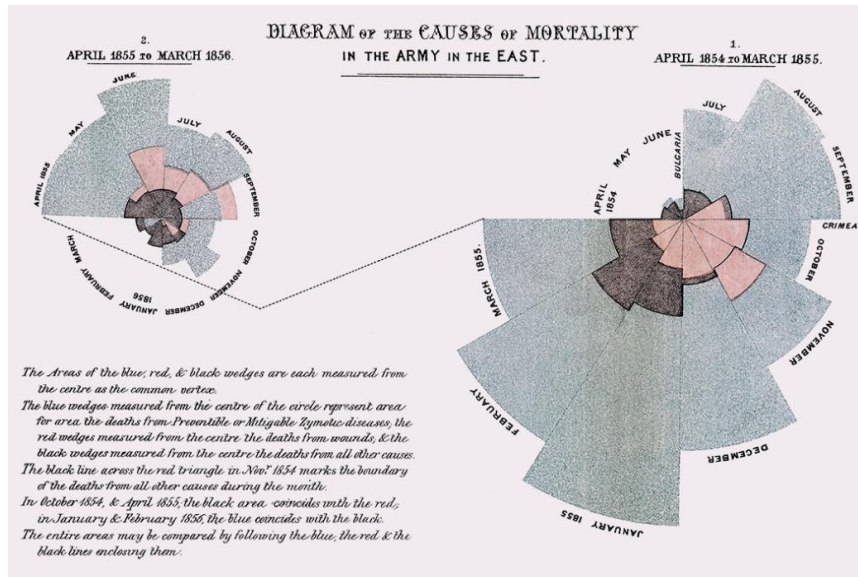 DIAGRAM OF THE CAUSES OF MORTALITY
IN THE ARMY IN THE EAST.
2.
APRIL 1855 TO MARCH 1856.
1.
APRIL 1854 TO MARCH 1855.
APRIL 1855
MAY
JUNE
JULY
AUGUST
SEPTEMBER
OCTOBER
NOVEMBER
DECEMBER
JANUARY 1856
FEBRUARY
MARCH
APRIL 1854
MAY
JUNE
BULGARIA
JULY
AUGUST
SEPTEMBER
CRIMEA
OCTOBER
NOVEMBER
DECEMBER
JANUARY 1855
FEBRUARY
MARCH 1855.
The Areas of the blue, red, & black wedges are each measured from
the centre as the common vertex.
The blue wedges measured from the centre of the circle represent area
for area the deaths from Preventible or Mitigable Zymotic diseases, the
red wedges measured from the centre the deaths from wounds, & the
black wedges measured from the centre the deaths from all other causes.
The black line across the red triangle in Novr. 1854 marks the boundary
of the deaths from all other causes during the month.
In October 1854, & April 1855, the black area coincides with the red,
in January & February 1856, the blue coincides with the black.
The entire areas may be compared by following the blue, the red & the
black lines enclosing them.